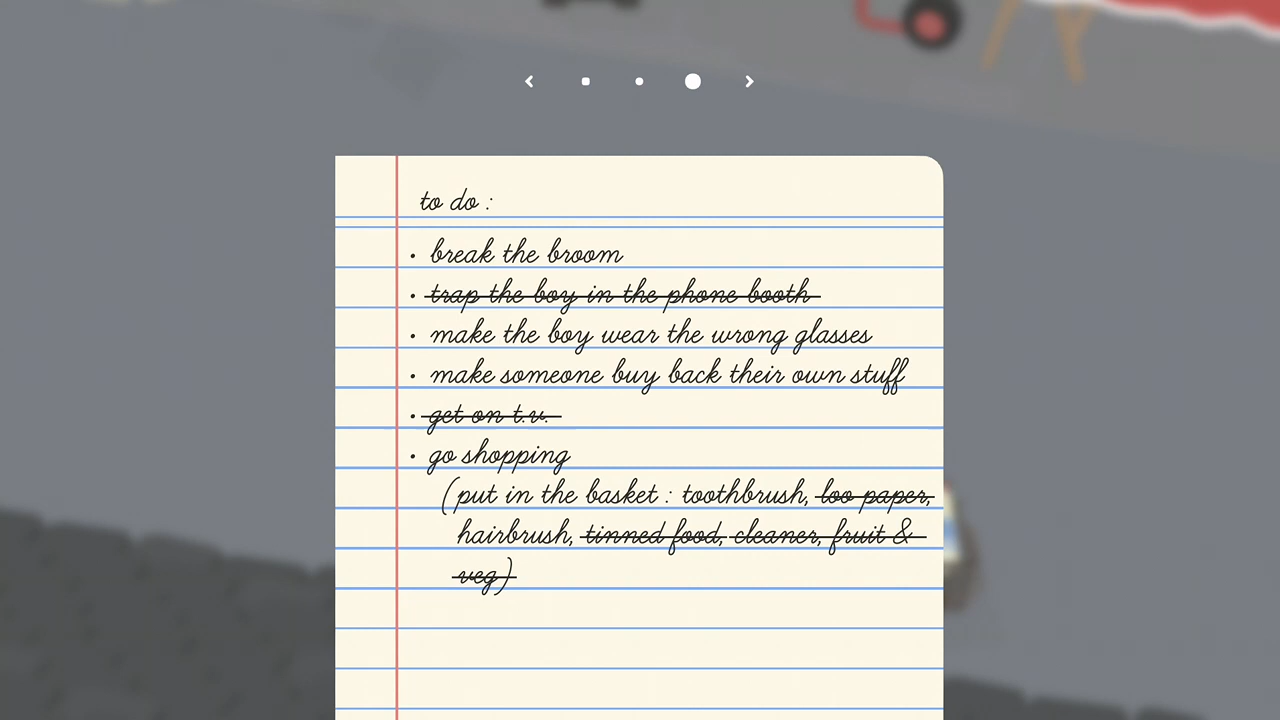 to do :
• break the broom
• trap the boy in the phone booth
• make the boy wear the wrong glasses
• make someone buy back their own stuff
• get on t.v.
• go shopping
(put in the basket : toothbrush, loo paper,
hairbrush, tinned food, cleaner, fruit &
veg)